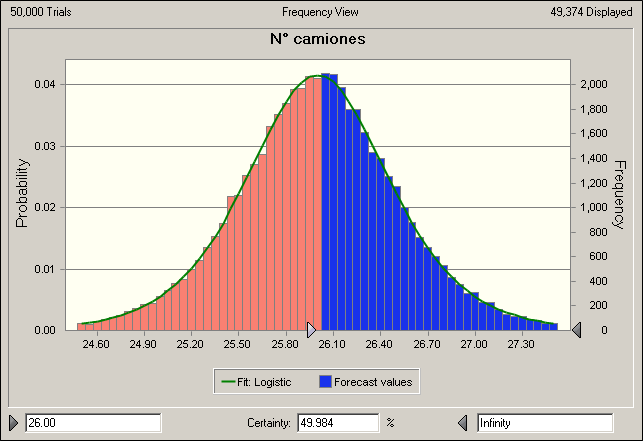 50,000 Trials Frequency View 49,374 Displayed
N° camiones
0.04
0.03
0.02
0.01
0.00
Probability
2,000
1,800
1,600
1,400
1,200
1,000
800
600
400
200
0
Frequency
24.60 24.90 25.20 25.50 25.80 26.10 26.40 26.70 27.00 27.30
Fit: Logistic Forecast values
26.00 Certainty: 49.984 % Infinity